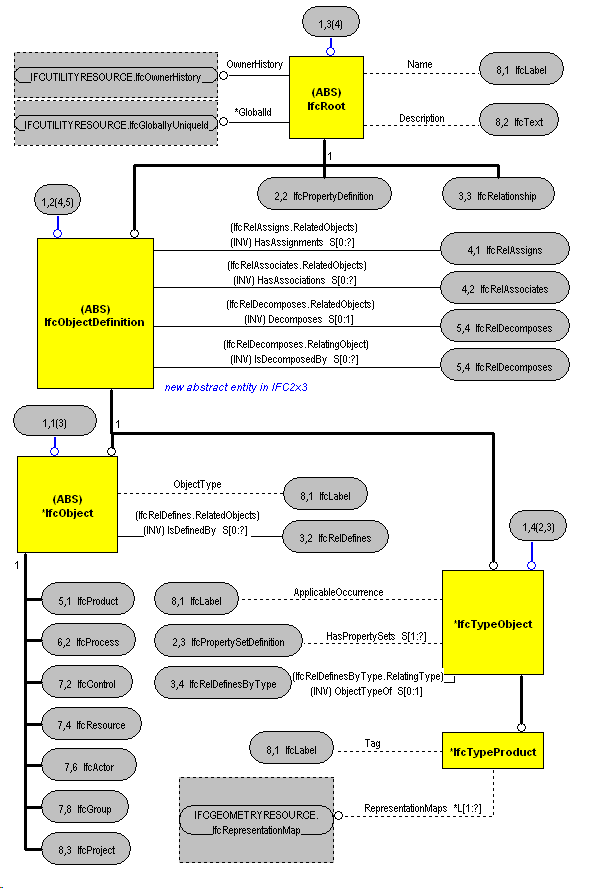 1,3(4)
OwnerHistory
Name
IFCUTILITYRESOURCE.IfcOwnerHistory
8,1 IfcLabel
(ABS)
IfcRoot
*GlobalId
Description
IFCUTILITYRESOURCE.IfcGloballyUniqueId
8,2 IfcText
1
2,2 IfcPropertyDefinition
3,3 IfcRelationship
1,2(4,5)
(IfcRelAssigns.RelatedObjects)
(INV) HasAssignments S[0:?]
4,1 IfcRelAssigns
(IfcRelAssociates.RelatedObjects)
(INV) HasAssociations S[0:?]
4,2 IfcRelAssociates
(ABS)
IfcObjectDefinition
(IfcRelDecomposes.RelatedObjects)
(INV) Decomposes S[0:1]
5,4 IfcRelDecomposes
(IfcRelDecomposes.RelatingObject)
(INV) IsDecomposedBy S[0:?]
5,4 IfcRelDecomposes
new abstract entity in IFC2x3
1,1(3)
1
(ABS)
*IfcObject
ObjectType
8,1 IfcLabel
(IfcRelDefines.RelatedObjects)
(INV) IsDefinedBy S[0:?]
3,2 IfcRelDefines
1,4(2,3)
1
5,1 IfcProduct
8,1 IfcLabel
ApplicableOccurrence
*IfcTypeObject
6,2 IfcProcess
2,3 IfcPropertySetDefinition
HasPropertySets S[1:?]
7,2 IfcControl
3,4 IfcRelDefinesByType
(IfcRelDefinesByType.RelatingType)
(INV) ObjectTypeOf S[0:1]
7,4 IfcResource
8,1 IfcLabel
Tag
*IfcTypeProduct
7,6 IfcActor
7,8 IfcGroup
IFCGEOMETRYRESOURCE.
IfcRepresentationMap
RepresentationMaps *L[1:?]
8,3 IfcProject